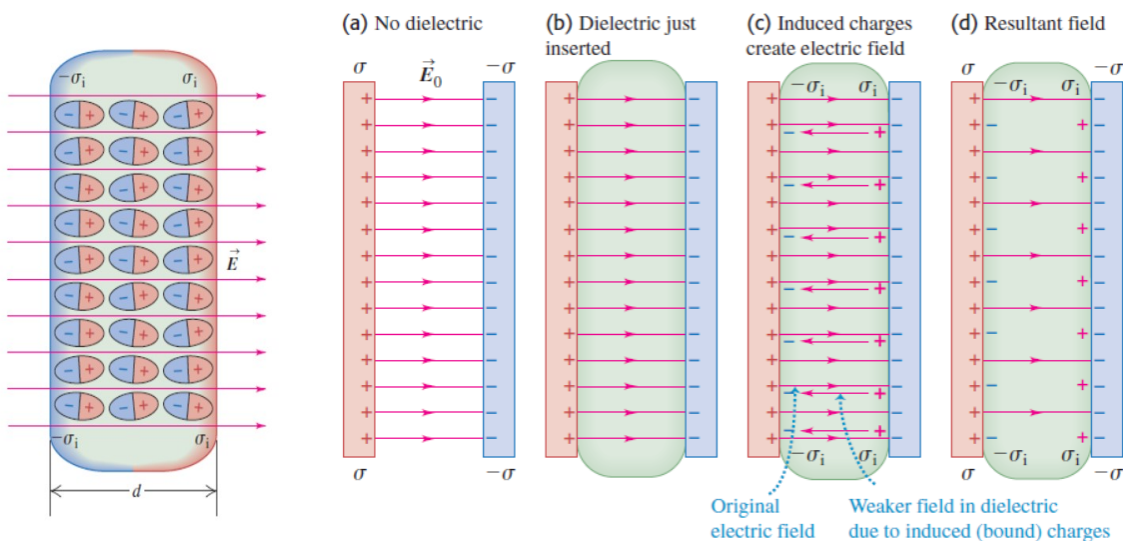 −σi σi
E⃗
−σi σi
d
(a) No dielectric
σ E⃗0 −σ
σ −σ
(b) Dielectric just
inserted
(c) Induced charges
create electric field
−σi σi
−σi σi
Original
electric field
Weaker field in dielectric
due to induced (bound) charges
(d) Resultant field
σ −σi σi −σ
σ −σi σi −σ